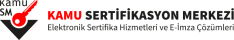 kamu
SM
KAMU SERTİFİKASYON MERKEZİ
Elektronik Sertifika Hizmetleri ve E-İmza Çözümleri